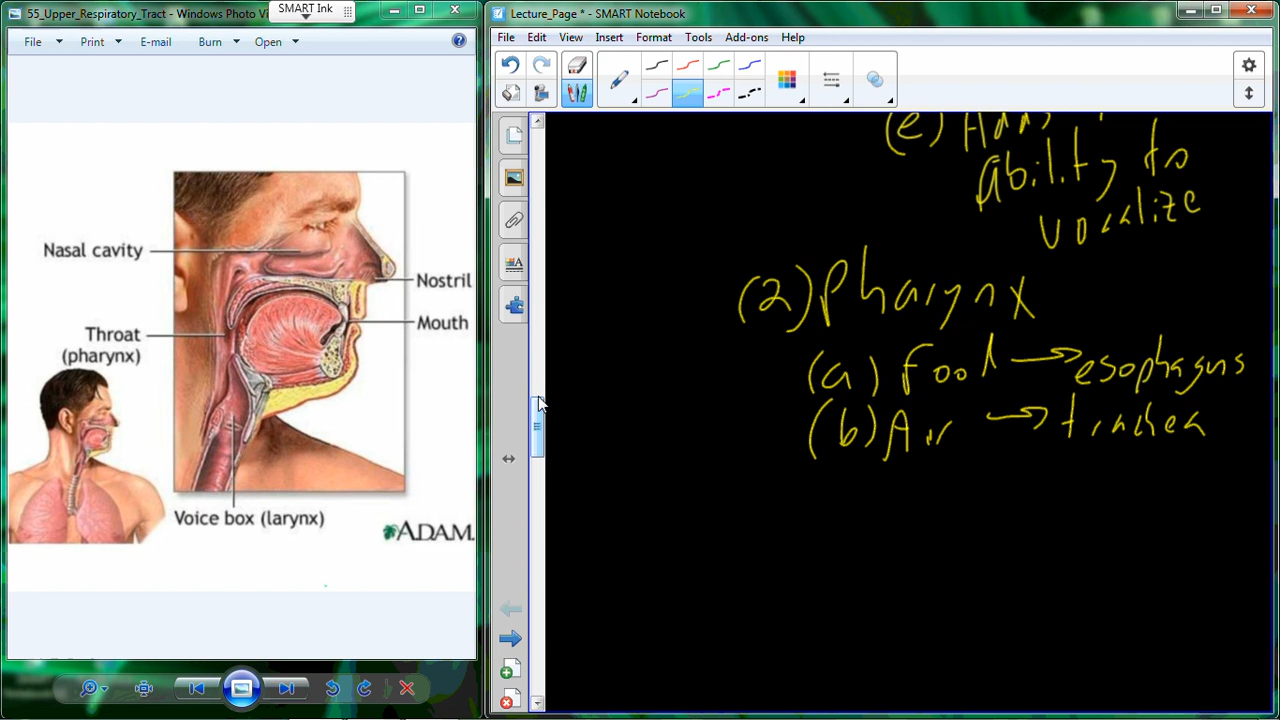 55_Upper_Respiratory_Tract - Windows Photo Vi
SMART Ink
File Print E-mail Burn Open
Nasal cavity
Nostril
Mouth
Throat
(pharynx)
Voice box (larynx)
ADAM.
Lecture_Page * - SMART Notebook
File Edit View Insert Format Tools Add-ons Help
(e)
ability to
vocalize
(2) Pharynx
(a) Food → esophagus
(b) Air → trachea